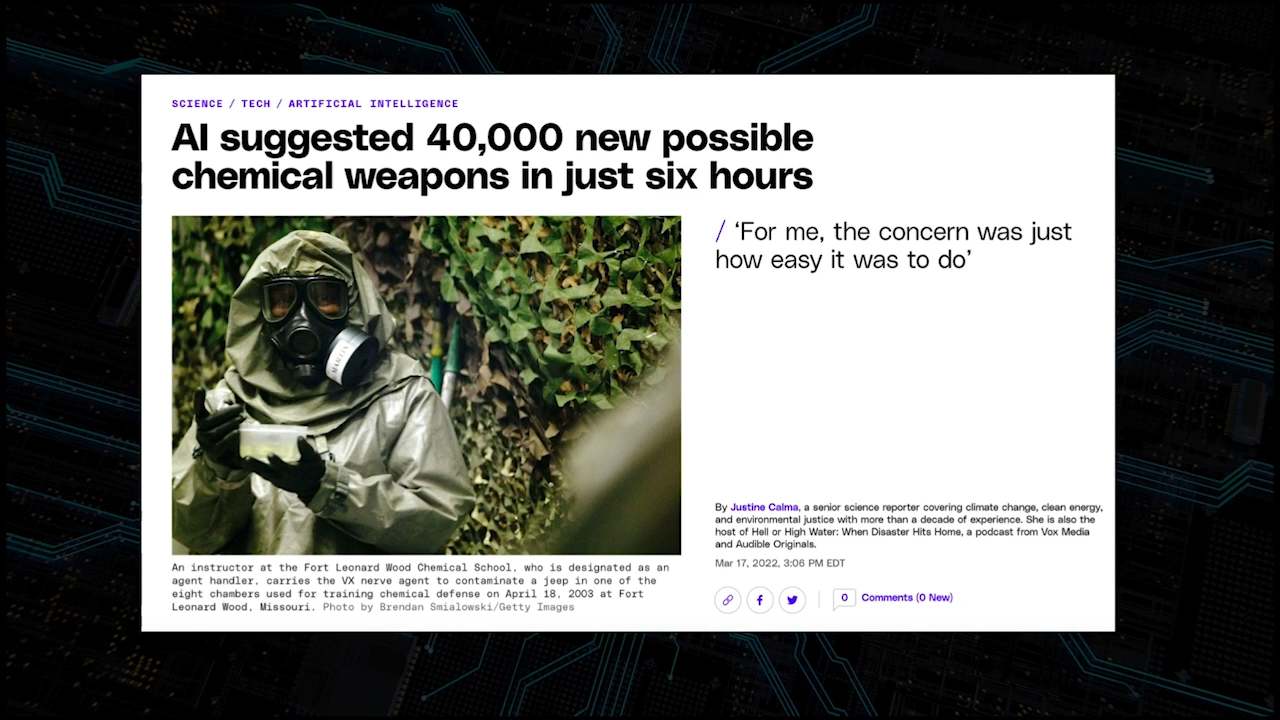 SCIENCE / TECH / ARTIFICIAL INTELLIGENCE
AI suggested 40,000 new possible
chemical weapons in just six hours
/ ‘For me, the concern was just
how easy it was to do’
By Justine Calma, a senior science reporter covering climate change, clean energy,
and environmental justice with more than a decade of experience. She is also the
host of Hell or High Water: When Disaster Hits Home, a podcast from Vox Media
and Audible Originals.
Mar 17, 2022, 3:06 PM EDT
0 Comments (0 New)
An instructor at the Fort Leonard Wood Chemical School, who is designated as an
agent handler, carries the VX nerve agent to contaminate a jeep in one of the
eight chambers used for training chemical defense on April 18, 2003 at Fort
Leonard Wood, Missouri. Photo by Brendan Smialowski/Getty Images